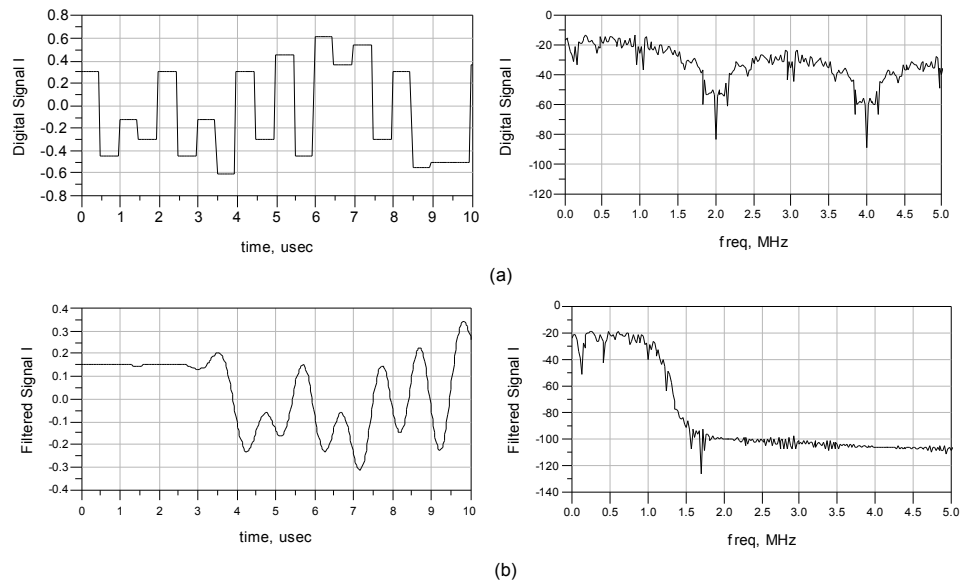 Digital Signal I
0.8
0.6
0.4
0.2
0.0
-0.2
-0.4
-0.6
-0.8
0 1 2 3 4 5 6 7 8 9 10
time, usec
Digital Signal I
0
-20
-40
-60
-80
-100
-120
0.0 0.5 1.0 1.5 2.0 2.5 3.0 3.5 4.0 4.5 5.0
freq, MHz
(a)
Filtered Signal I
0.4
0.3
0.2
0.1
0.0
-0.1
-0.2
-0.3
-0.4
0 1 2 3 4 5 6 7 8 9 10
time, usec
Filtered Signal I
0
-20
-40
-60
-80
-100
-120
-140
0.0 0.5 1.0 1.5 2.0 2.5 3.0 3.5 4.0 4.5 5.0
freq, MHz
(b)